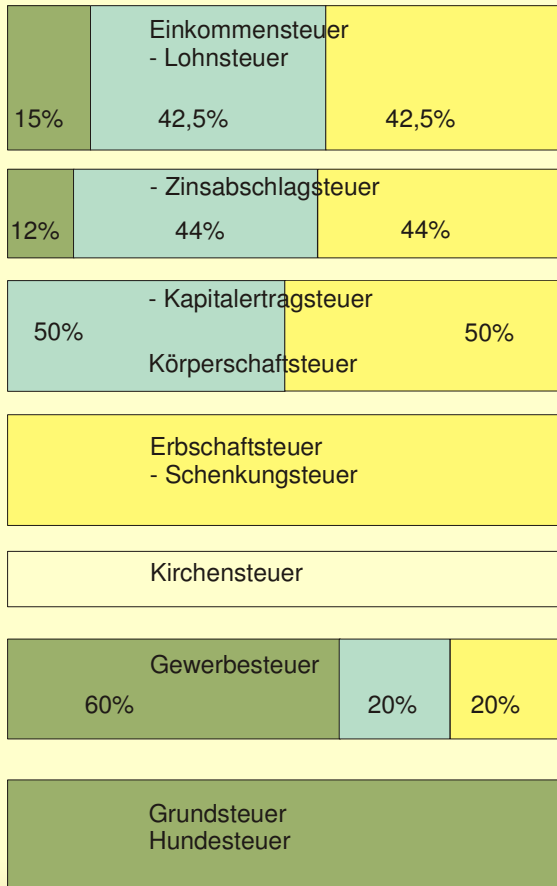 Einkommensteuer
- Lohnsteuer
15% 42,5% 42,5%
- Zinsabschlagsteuer
12% 44% 44%
- Kapitalertragsteuer
50% 50%
Körperschaftsteuer
Erbschaftsteuer
- Schenkungsteuer
Kirchensteuer
Gewerbesteuer
60% 20% 20%
Grundsteuer
Hundesteuer